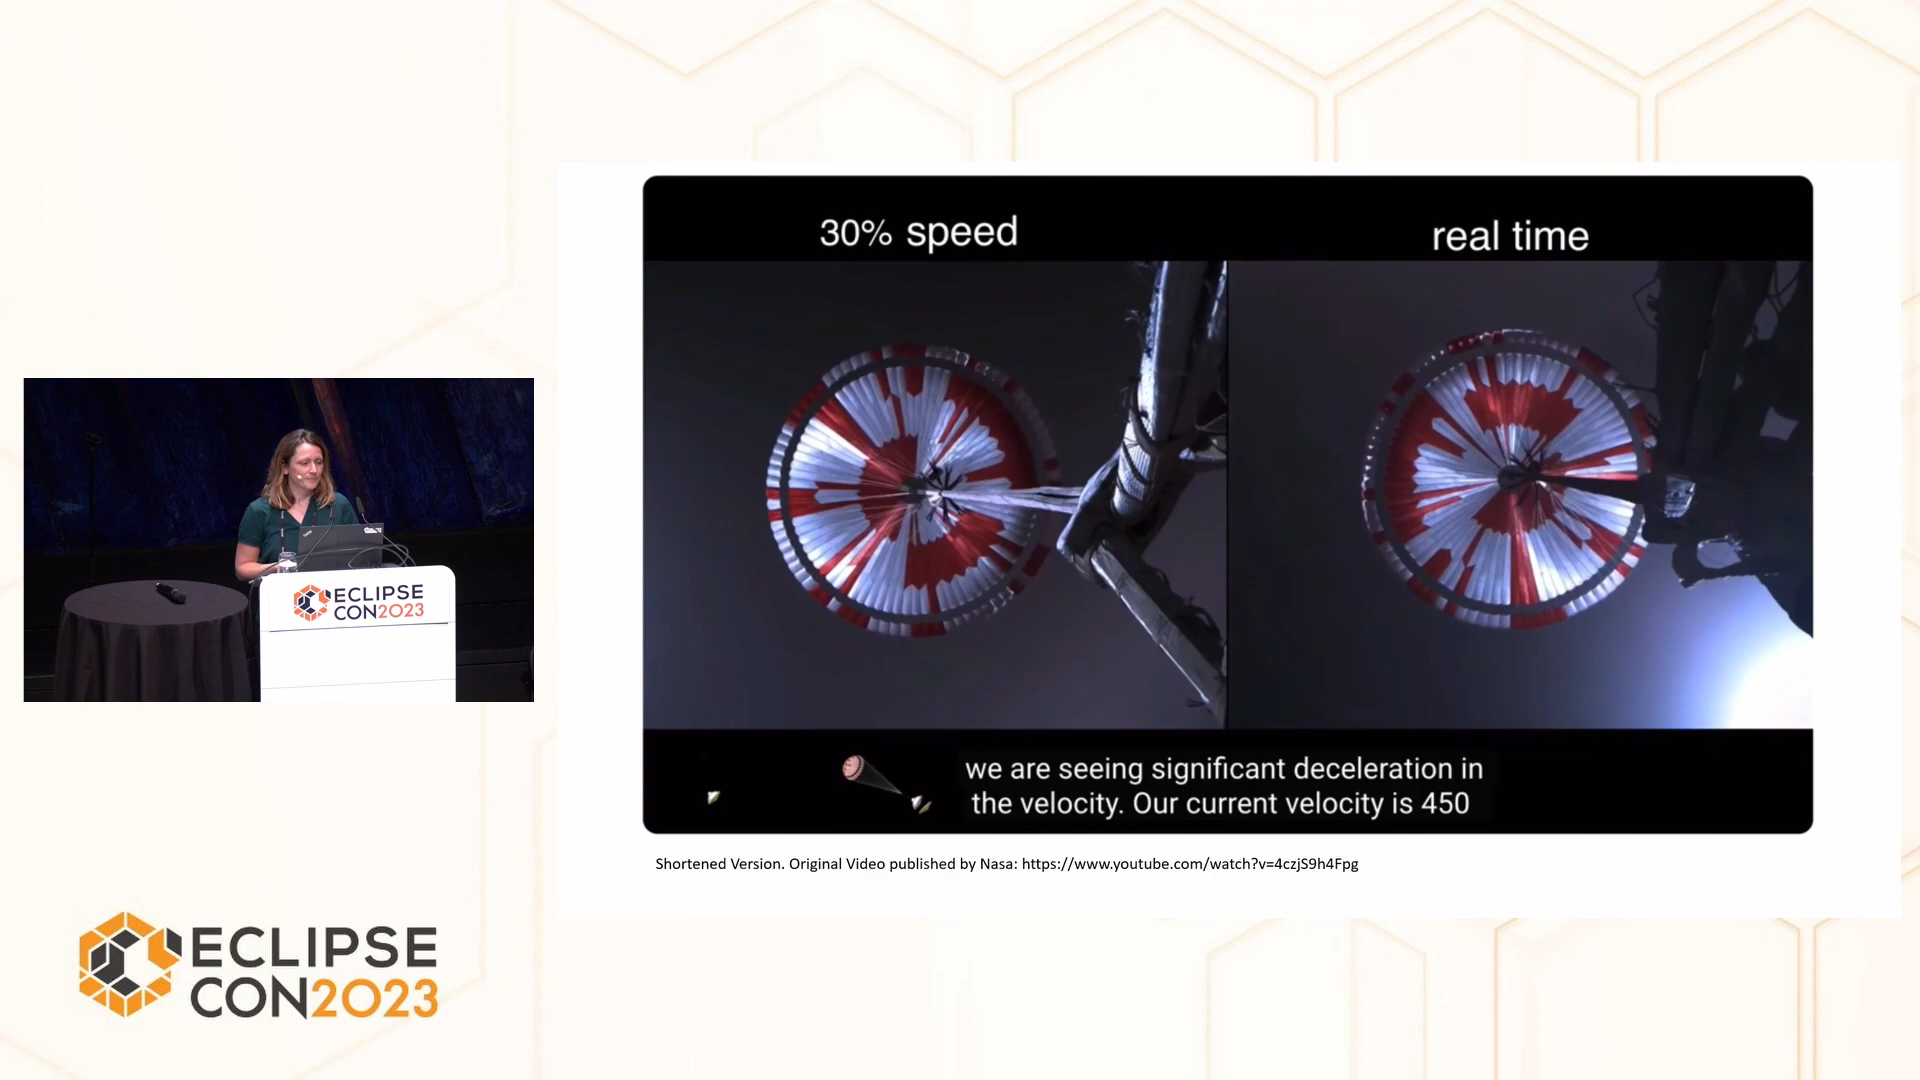 30% speed
real time
we are seeing significant deceleration in
the velocity. Our current velocity is 450
Shortened Version. Original Video published by Nasa: https://www.youtube.com/watch?v=4czjS9h4Fpg
ECLIPSE
CON2023
ECLIPSE
CON2023